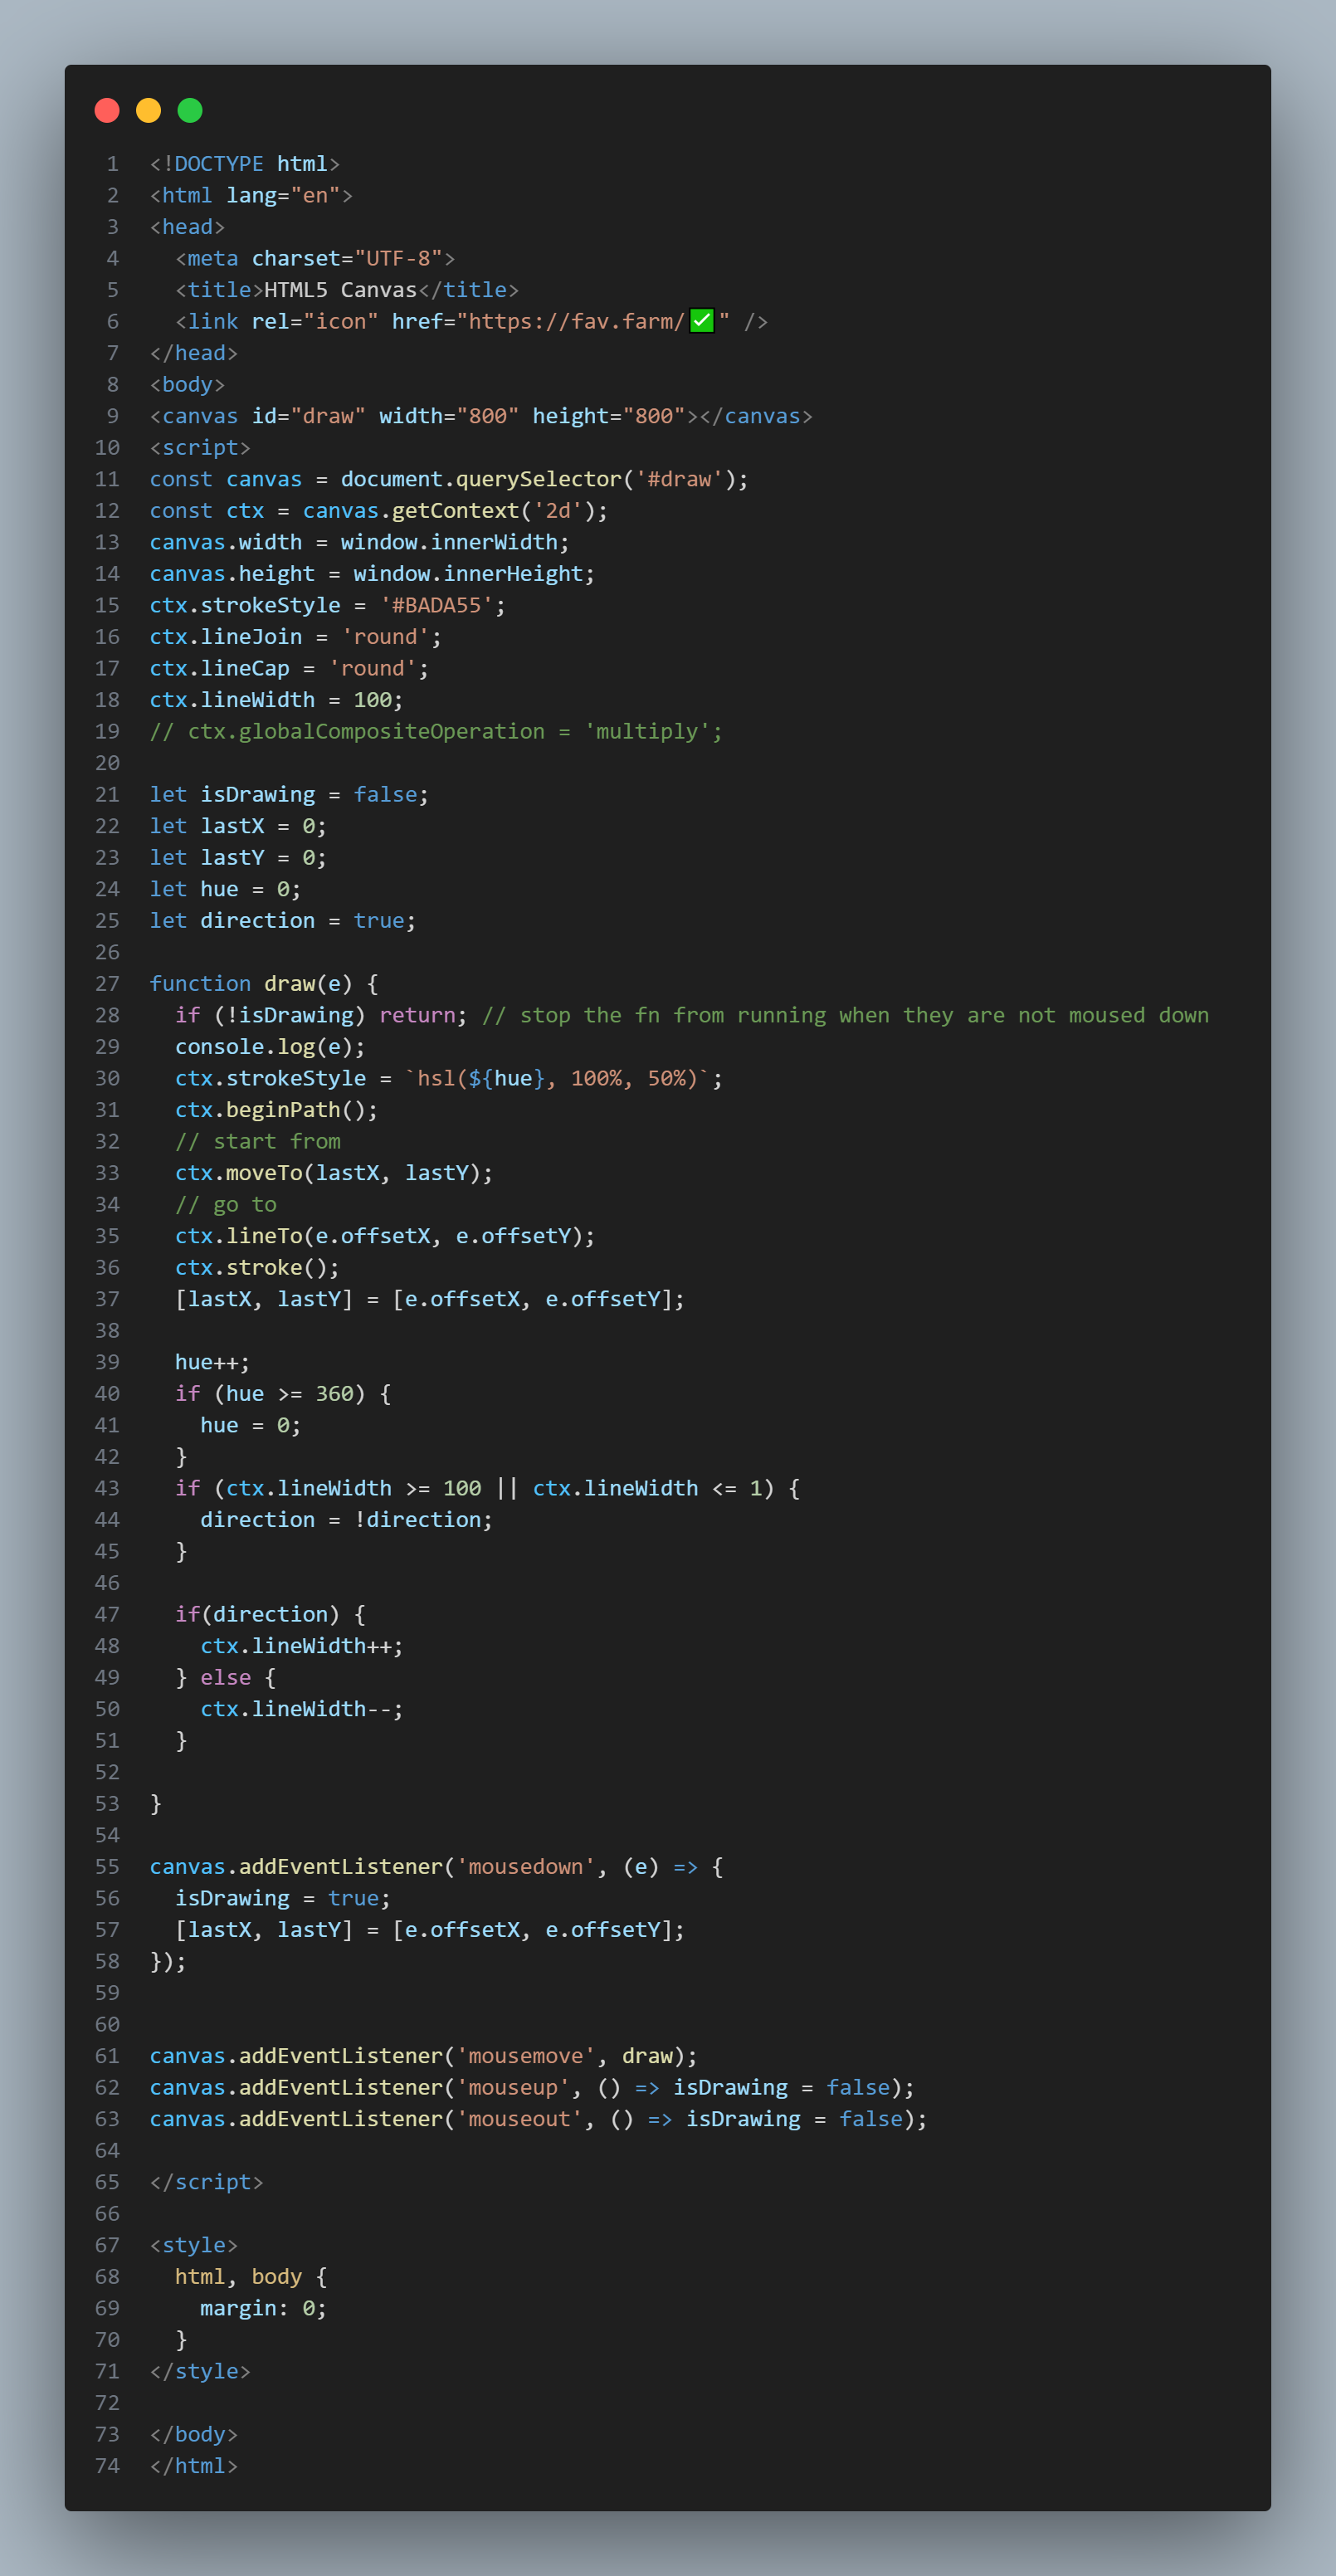 1 <!DOCTYPE html>
2 <html lang="en">
3 <head>
4   <meta charset="UTF-8">
5   <title>HTML5 Canvas</title>
6   <link rel="icon" href="https://fav.farm/✅" />
7 </head>
8 <body>
9 <canvas id="draw" width="800" height="800"></canvas>
10 <script>
11 const canvas = document.querySelector('#draw');
12 const ctx = canvas.getContext('2d');
13 canvas.width = window.innerWidth;
14 canvas.height = window.innerHeight;
15 ctx.strokeStyle = '#BADA55';
16 ctx.lineJoin = 'round';
17 ctx.lineCap = 'round';
18 ctx.lineWidth = 100;
19 // ctx.globalCompositeOperation = 'multiply';
20
21 let isDrawing = false;
22 let lastX = 0;
23 let lastY = 0;
24 let hue = 0;
25 let direction = true;
26
27 function draw(e) {
28   if (!isDrawing) return; // stop the fn from running when they are not moused down
29   console.log(e);
30   ctx.strokeStyle = `hsl(${hue}, 100%, 50%)`;
31   ctx.beginPath();
32   // start from
33   ctx.moveTo(lastX, lastY);
34   // go to
35   ctx.lineTo(e.offsetX, e.offsetY);
36   ctx.stroke();
37   [lastX, lastY] = [e.offsetX, e.offsetY];
38
39   hue++;
40   if (hue >= 360) {
41     hue = 0;
42   }
43   if (ctx.lineWidth >= 100 || ctx.lineWidth <= 1) {
44     direction = !direction;
45   }
46
47   if(direction) {
48     ctx.lineWidth++;
49   } else {
50     ctx.lineWidth--;
51   }
52
53 }
54
55 canvas.addEventListener('mousedown', (e) => {
56   isDrawing = true;
57   [lastX, lastY] = [e.offsetX, e.offsetY];
58 });
59
60
61 canvas.addEventListener('mousemove', draw);
62 canvas.addEventListener('mouseup', () => isDrawing = false);
63 canvas.addEventListener('mouseout', () => isDrawing = false);
64
65 </script>
66
67 <style>
68   html, body {
69     margin: 0;
70   }
71 </style>
72
73 </body>
74 </html>